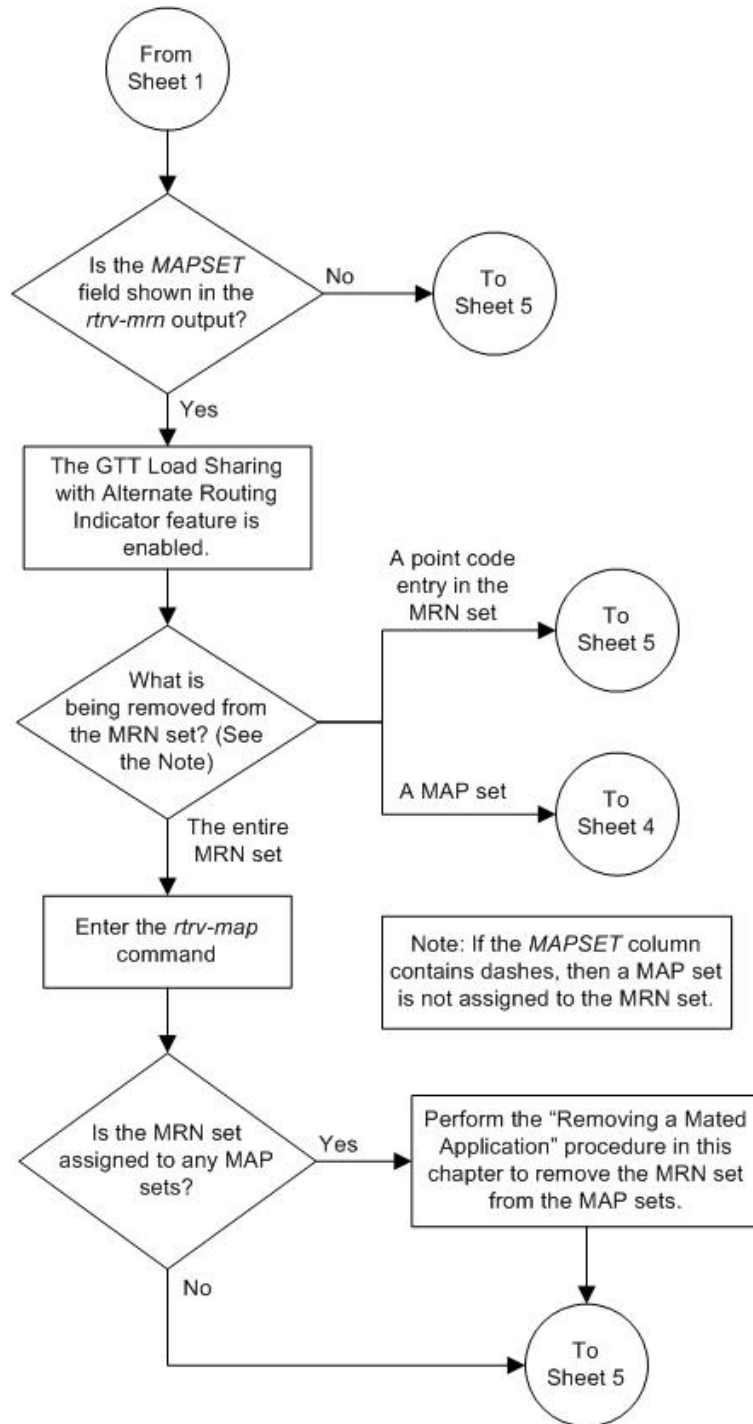 From
Sheet 1
Is the MAPSET
field shown in the
rtrv-mrn output?
No
To
Sheet 5
Yes
The GTT Load Sharing
with Alternate Routing
Indicator feature is
enabled.
A point code
entry in the
MRN set
To
Sheet 5
What is
being removed from
the MRN set? (See
the Note)
A MAP set
To
Sheet 4
The entire
MRN set
Enter the rtrv-map
command
Note: If the MAPSET column
contains dashes, then a MAP set
is not assigned to the MRN set.
Is the MRN set
assigned to any MAP
sets?
Yes
Perform the “Removing a Mated
Application” procedure in this
chapter to remove the MRN set
from the MAP sets.
No
To
Sheet 5